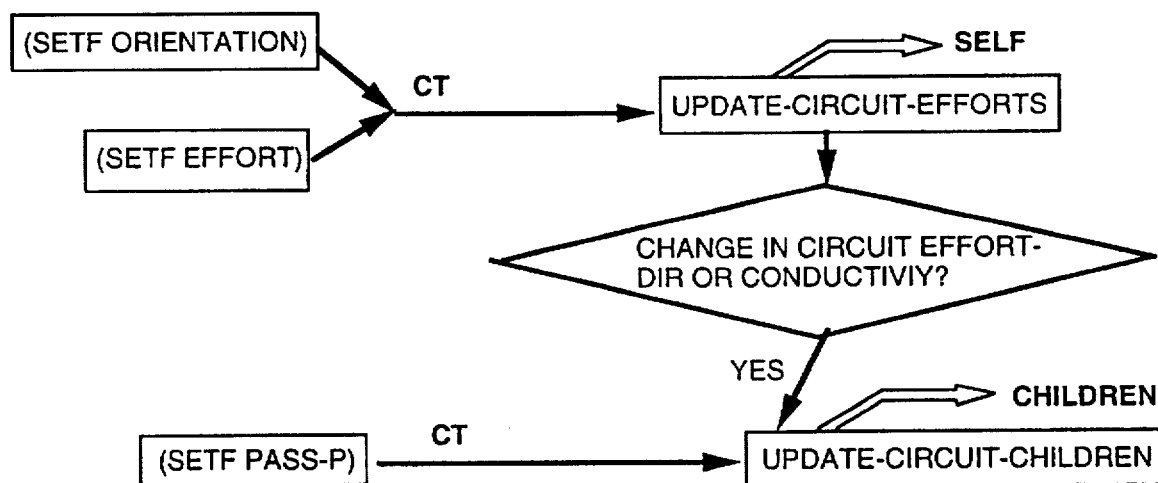 (SETF ORIENTATION)
SELF
CT
UPDATE-CIRCUIT-EFFORTS
(SETF EFFORT)
CHANGE IN CIRCUIT EFFORT-
DIR OR CONDUCTIVIY?
YES
CHILDREN
CT
(SETF PASS-P)
UPDATE-CIRCUIT-CHILDREN